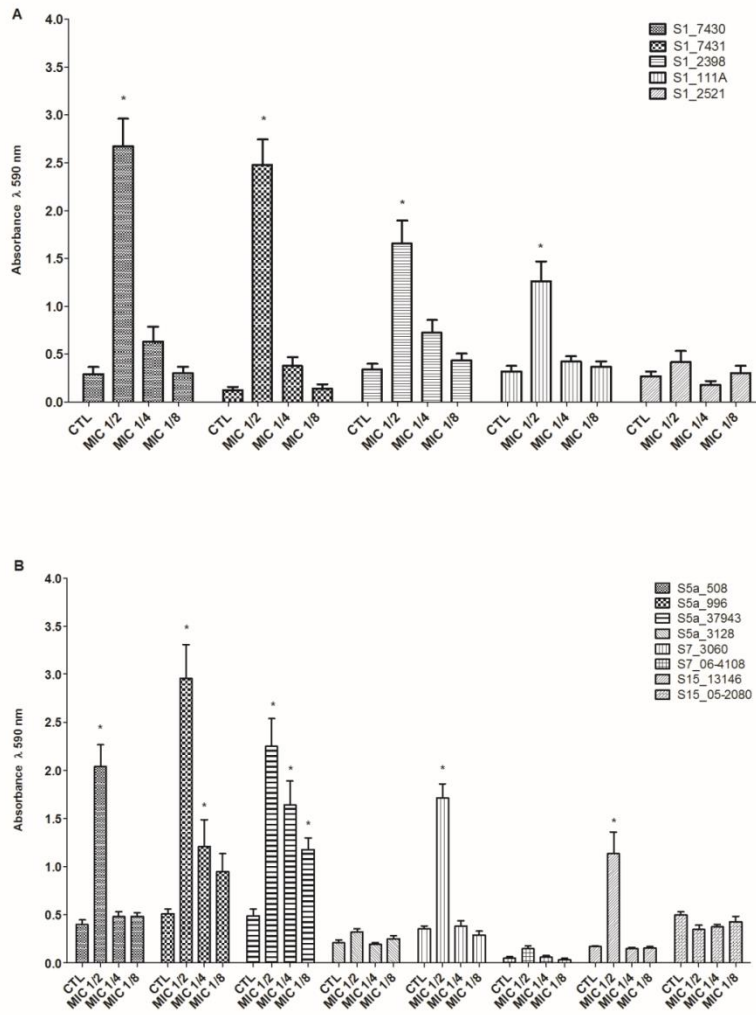 A
4.0
3.5
3.0
2.5
2.0
1.5
1.0
0.5
0.0
Absorbance λ 590 nm
S1_7430
S1_7431
S1_2398
S1_111A
S1_2521
*
*
*
*
CTL MIC 1/2 MIC 1/4 MIC 1/8 CTL MIC 1/2 MIC 1/4 MIC 1/8 CTL MIC 1/2 MIC 1/4 MIC 1/8 CTL MIC 1/2 MIC 1/4 MIC 1/8 CTL MIC 1/2 MIC 1/4 MIC 1/8
B
4.0
3.5
3.0
2.5
2.0
1.5
1.0
0.5
0.0
Absorbance λ 590 nm
S5a_508
S5a_996
S5a_37943
S5a_3128
S7_3060
S7_06-4108
S15_13146
S15_05-2080
*
*
*
*
*
*
*
*
CTL MIC 1/2 MIC 1/4 MIC 1/8 CTL MIC 1/2 MIC 1/4 MIC 1/8 CTL MIC 1/2 MIC 1/4 MIC 1/8 CTL MIC 1/2 MIC 1/4 MIC 1/8 CTL MIC 1/2 MIC 1/4 MIC 1/8 CTL MIC 1/2 MIC 1/4 MIC 1/8 CTL MIC 1/2 MIC 1/4 MIC 1/8 CTL MIC 1/2 MIC 1/4 MIC 1/8